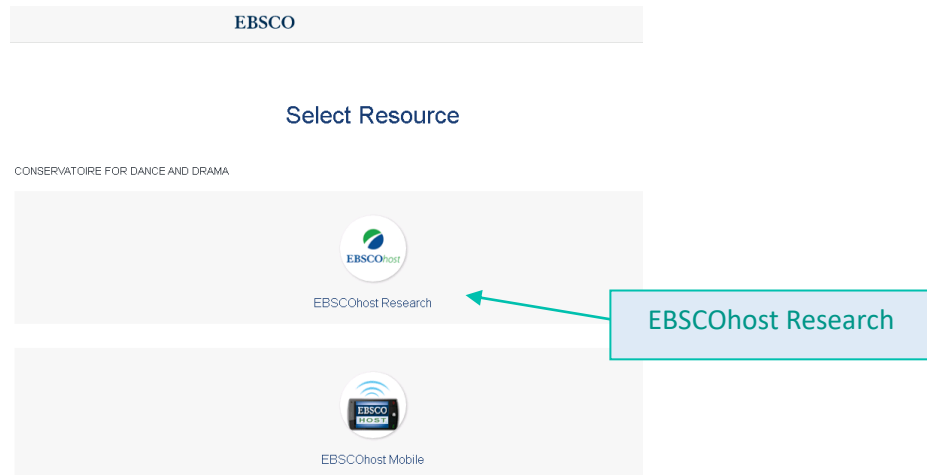 EBSCO
Select Resource
CONSERVATOIRE FOR DANCE AND DRAMA
EBSCOhost
EBSCOhost Research
EBSCOhost Research
EBSCO
HOST
EBSCOhost Mobile